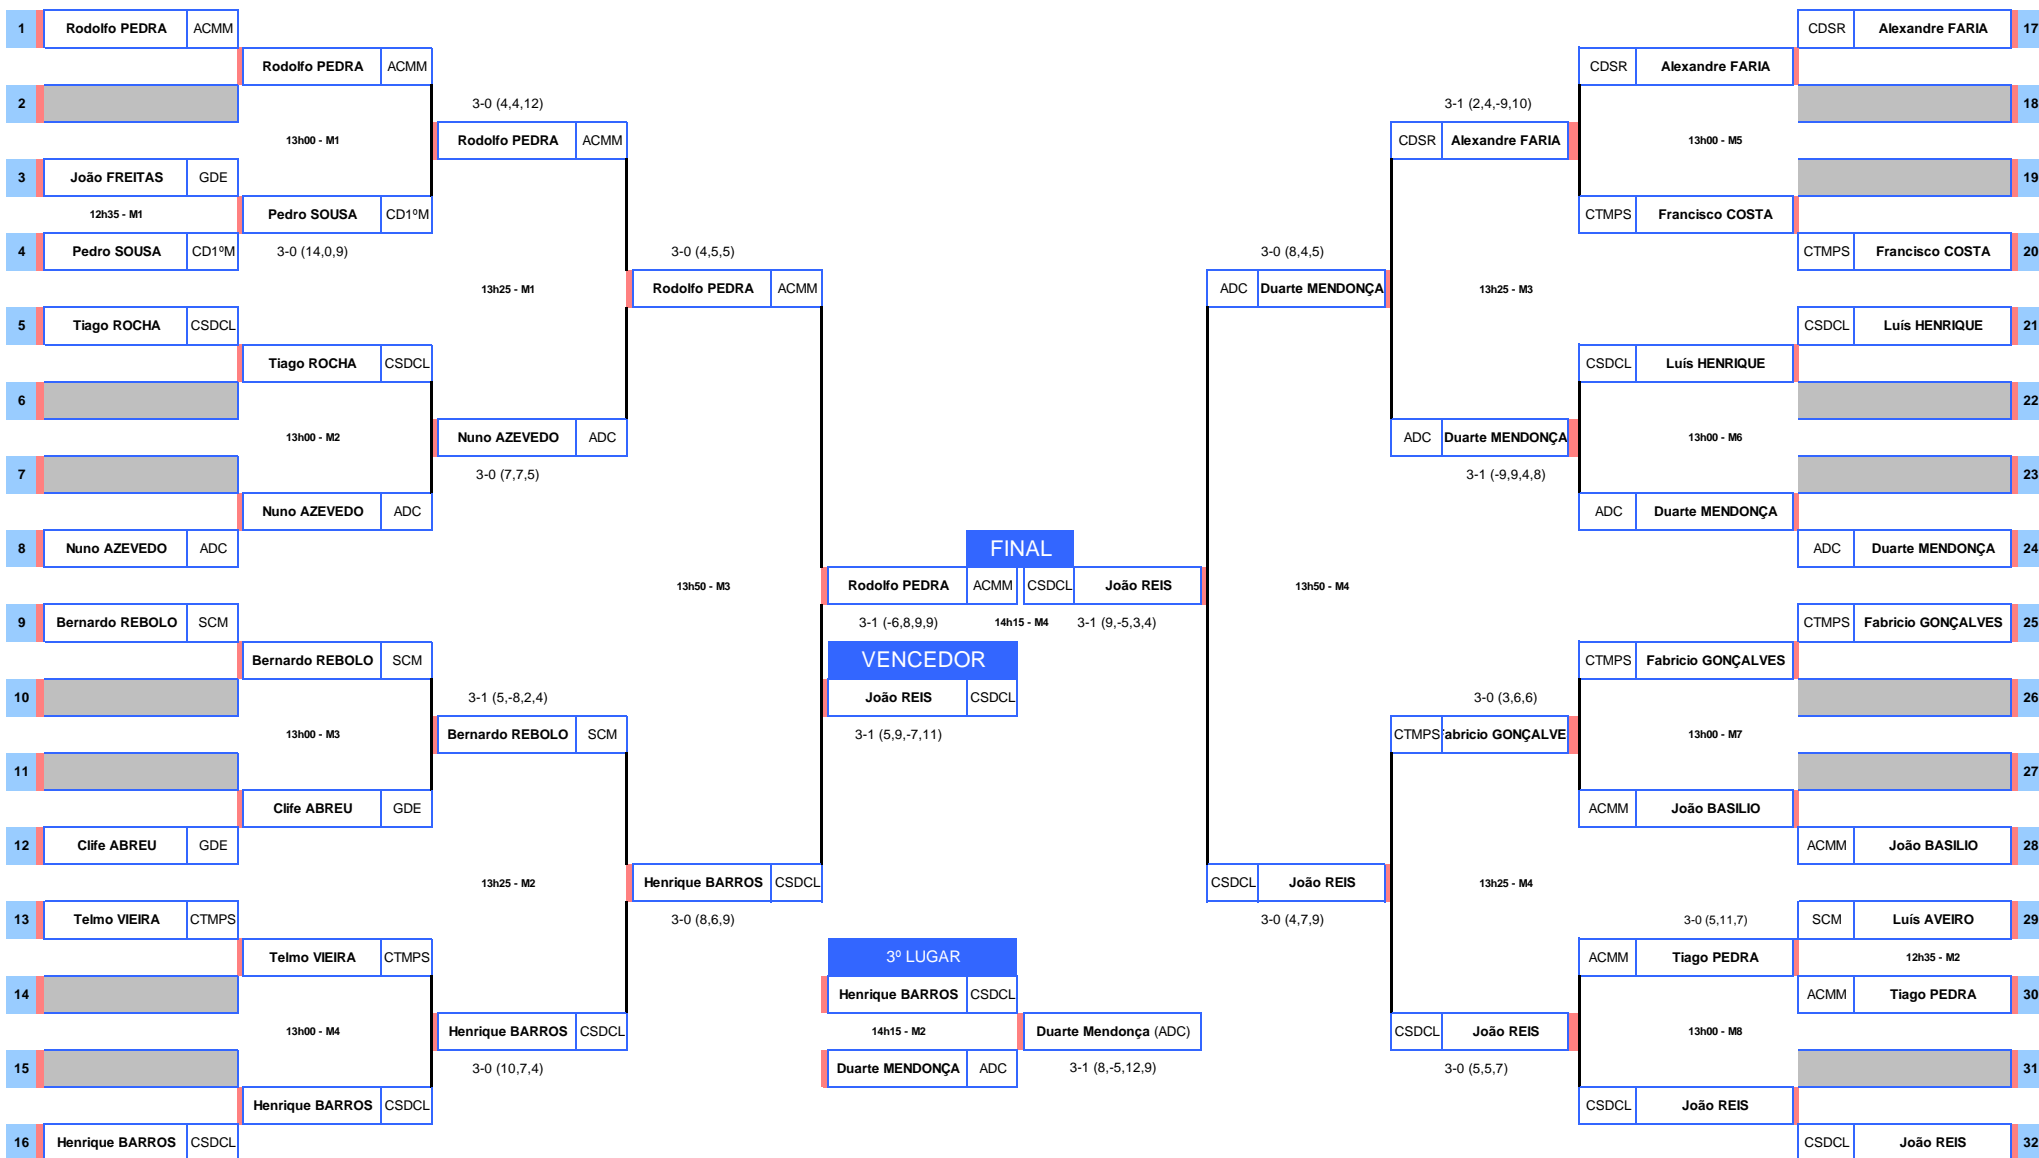 1 Rodolfo PEDRA ACMM CDSR Alexandre FARIA 17
Rodolfo PEDRA ACMM CDSR Alexandre FARIA
2 3-0 (4,4,12) 3-1 (2,4,-9,10) 18
13h00 - M1 Rodolfo PEDRA ACMM CDSR Alexandre FARIA 13h00 - M5
3 João FREITAS GDE 19
12h35 - M1 Pedro SOUSA CD1ºM CTMPS Francisco COSTA
4 Pedro SOUSA CD1ºM 3-0 (14,0,9) 3-0 (4,5,5) 3-0 (8,4,5) CTMPS Francisco COSTA 20
13h25 - M1 Rodolfo PEDRA ACMM ADC Duarte MENDONÇA 13h25 - M3
5 Tiago ROCHA CSDCL CSDCL Luís HENRIQUE 21
Tiago ROCHA CSDCL CSDCL Luís HENRIQUE
6 22
13h00 - M2 Nuno AZEVEDO ADC ADC Duarte MENDONÇA 13h00 - M6
7 3-0 (7,7,5) 3-1 (-9,9,4,8) 23
Nuno AZEVEDO ADC ADC Duarte MENDONÇA
8 Nuno AZEVEDO ADC FINAL ADC Duarte MENDONÇA 24
13h50 - M3 Rodolfo PEDRA ACMM CSDCL João REIS 13h50 - M4
9 Bernardo REBOLO SCM 3-1 (-6,8,9,9) 14h15 - M4 3-1 (9,-5,3,4) CTMPS Fabricio GONÇALVES 25
Bernardo REBOLO SCM VENCEDOR CTMPS Fabricio GONÇALVES
10 3-1 (5,-8,2,4) João REIS CSDCL 3-0 (3,6,6) 26
13h00 - M3 Bernardo REBOLO SCM 3-1 (5,9,-7,11) CTMPS abricio GONÇALVE 13h00 - M7
11 27
Clife ABREU GDE ACMM João BASILIO
12 Clife ABREU GDE ACMM João BASILIO 28
13h25 - M2 Henrique BARROS CSDCL CSDCL João REIS 13h25 - M4
13 Telmo VIEIRA CTMPS 3-0 (8,6,9) 3-0 (4,7,9) 3-0 (5,11,7) SCM Luís AVEIRO 29
Telmo VIEIRA CTMPS 3º LUGAR ACMM Tiago PEDRA 12h35 - M2
14 Henrique BARROS CSDCL ACMM Tiago PEDRA 30
13h00 - M4 Henrique BARROS CSDCL 14h15 - M2 Duarte Mendonça (ADC) CSDCL João REIS 13h00 - M8
15 3-0 (10,7,4) Duarte MENDONÇA ADC 3-1 (8,-5,12,9) 3-0 (5,5,7) 31
Henrique BARROS CSDCL CSDCL João REIS
16 Henrique BARROS CSDCL CSDCL João REIS 32